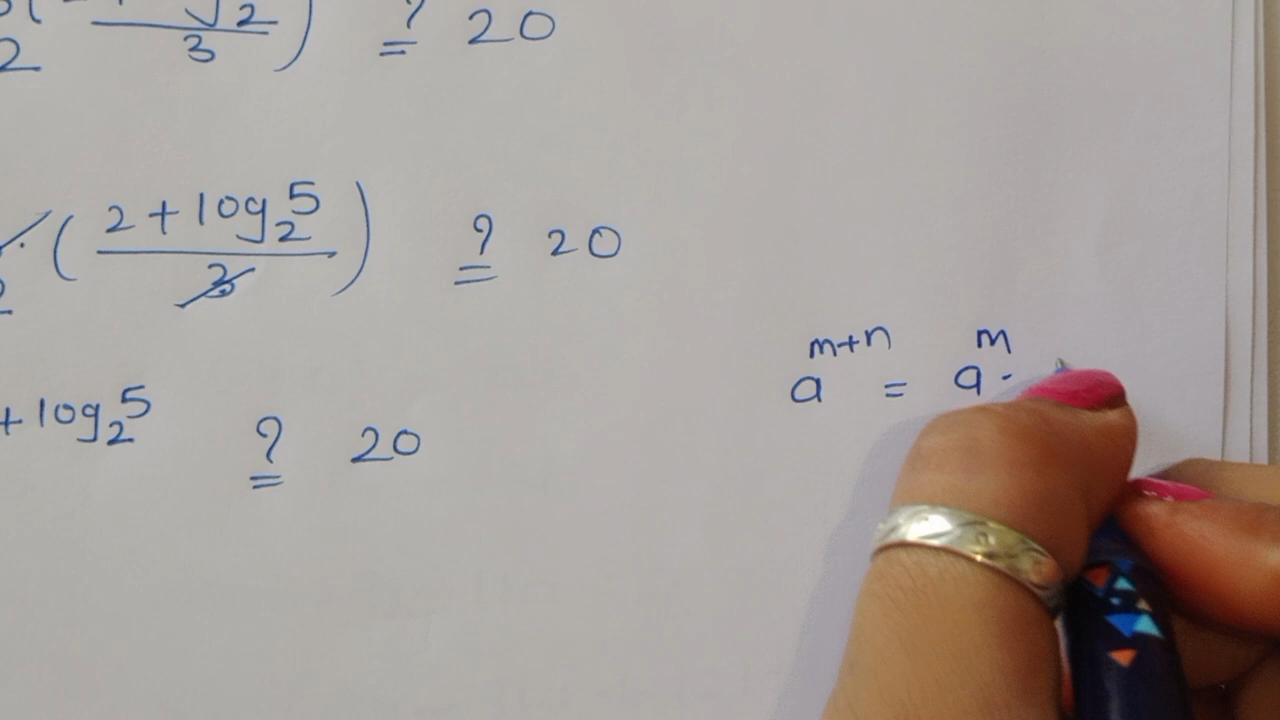 √2 / 3 ) ?= 20
( 2 + log₂5 / 3 ) ?= 20
a^(m+n) = a^m ·
+ log₂5 ?= 20